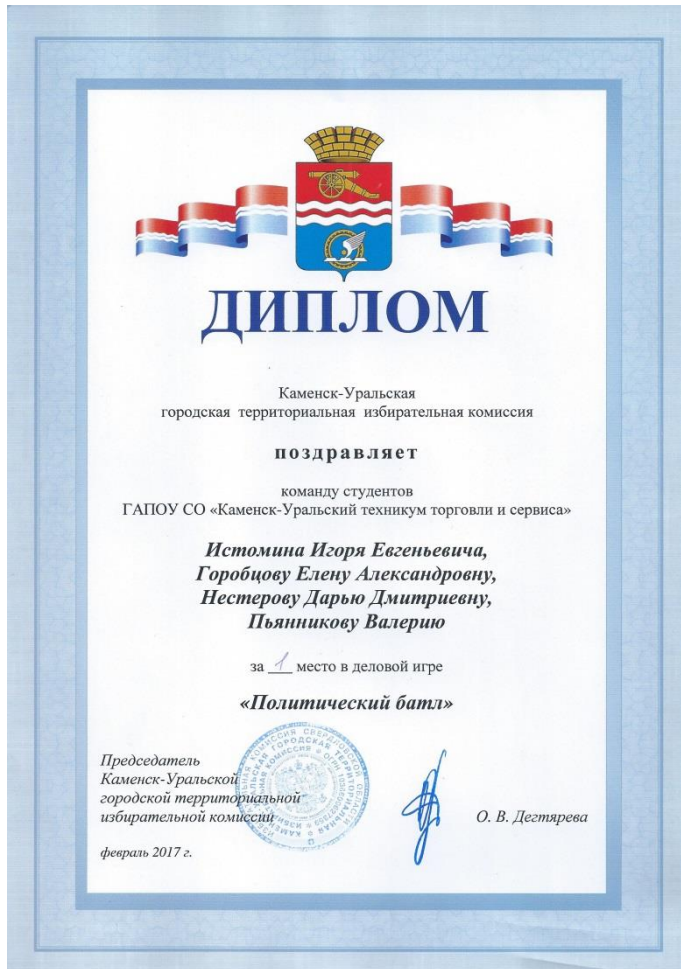 ДИПЛОМ
Каменск-Уральская
городская территориальная избирательная комиссия
поздравляет
команду студентов
ГАПОУ СО «Каменск-Уральский техникум торговли и сервиса»
Истомина Игоря Евгеньевича,
Горобцову Елену Александровну,
Нестерову Дарью Дмитриевну,
Пьянникову Валерию
за 1 место в деловой игре
«Политический батл»
Председатель
Каменск-Уральской
городской территориальной
избирательной комиссии
О. В. Дегтярева
февраль 2017 г.